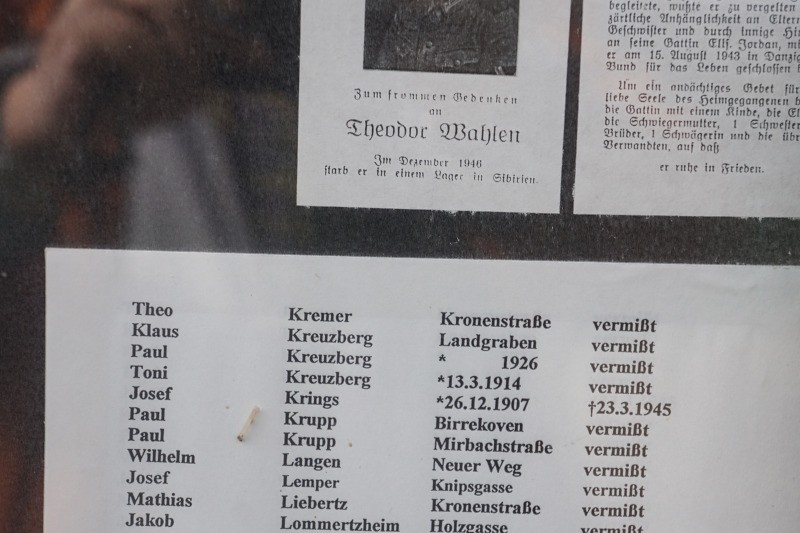 Zum frommen Gedenken
an
Theodor Wahlen
Im Dezember 1946
starb er in einem Lager in Sibirien.
begleitete, wußte er zu vergelten
zärtliche Anhänglichkeit an
Geschwister und durch innige
an seine Gattin Ells. Jordan,
er am 15. August 1943 in Danzig
Bund für das Leben geschlossen
Um ein andächtiges Gebet für
liebe Seele des Heimgegangenen
die Gattin mit einem Kinde, die
die Schwiegermutter, 1 Schwester
Brüder, 1 Schwägerin und die
Verwandten, auf daß
er ruhe in Frieden.
Theo Kremer Kronenstraße vermißt
Klaus Kreuzberg Landgraben vermißt
Paul Kreuzberg * 1926 vermißt
Toni Kreuzberg *13.3.1914 vermißt
Josef Krings *26.12.1907 †23.3.1945
Paul Krupp Birrekoven vermißt
Paul Krupp Mirbachstraße vermißt
Wilhelm Langen Neuer Weg vermißt
Josef Lemper Knipsgasse vermißt
Mathias Liebertz Kronenstraße vermißt
Jakob Lommertzheim Holzgasse vermißt